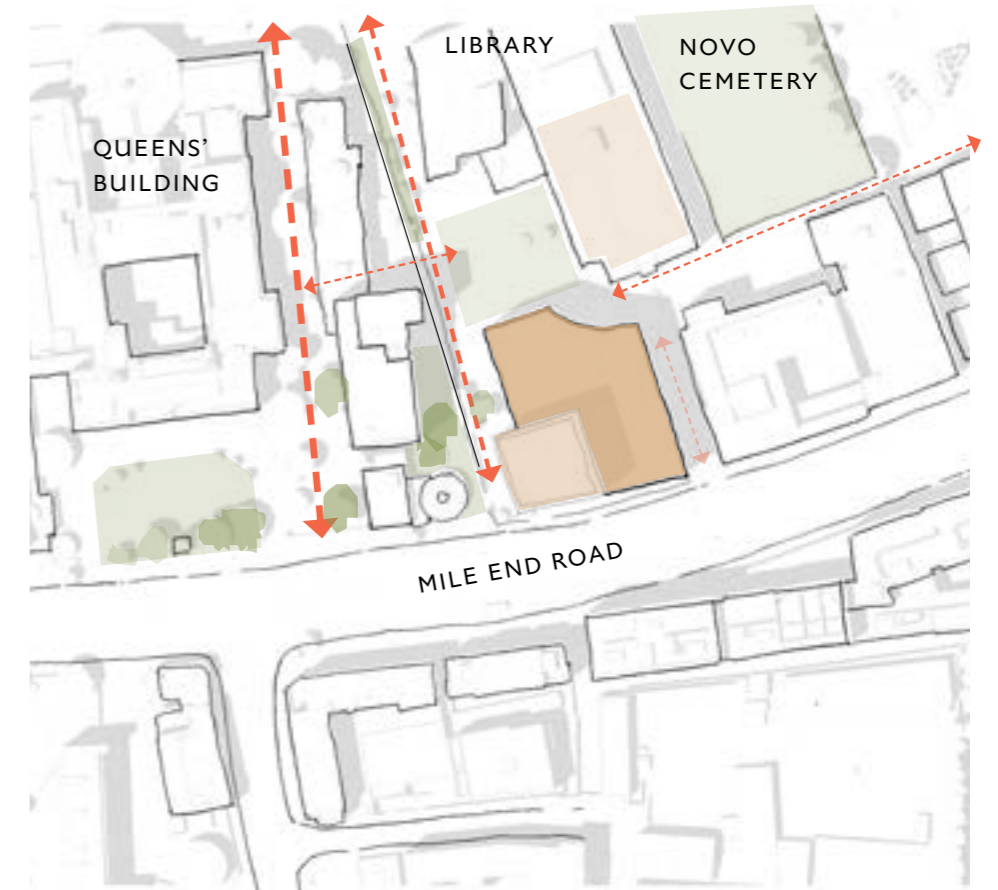 LIBRARY
NOVO
CEMETERY
QUEENS’
BUILDING
MILE END ROAD